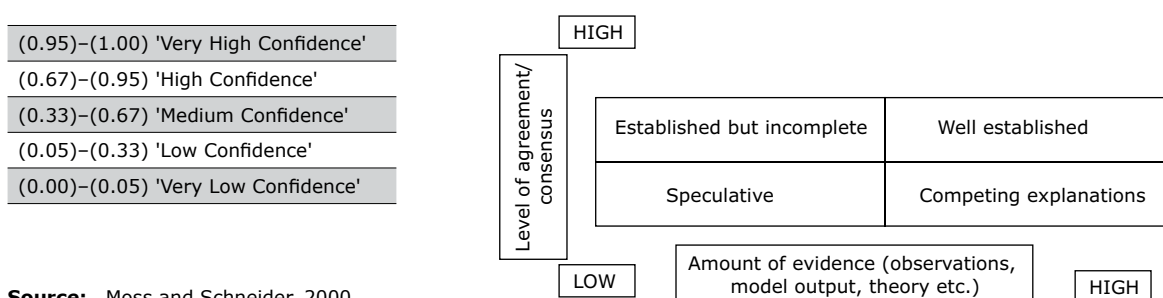 (0.95)–(1.00) 'Very High Confidence'
(0.67)–(0.95) 'High Confidence'
(0.33)–(0.67) 'Medium Confidence'
(0.05)–(0.33) 'Low Confidence'
(0.00)–(0.05) 'Very Low Confidence'
Source: Moss and Schneider, 2000
HIGH
Level of agreement/
consensus
Established but incomplete
Well established
Speculative
Competing explanations
LOW
Amount of evidence (observations,
model output, theory etc.)
HIGH